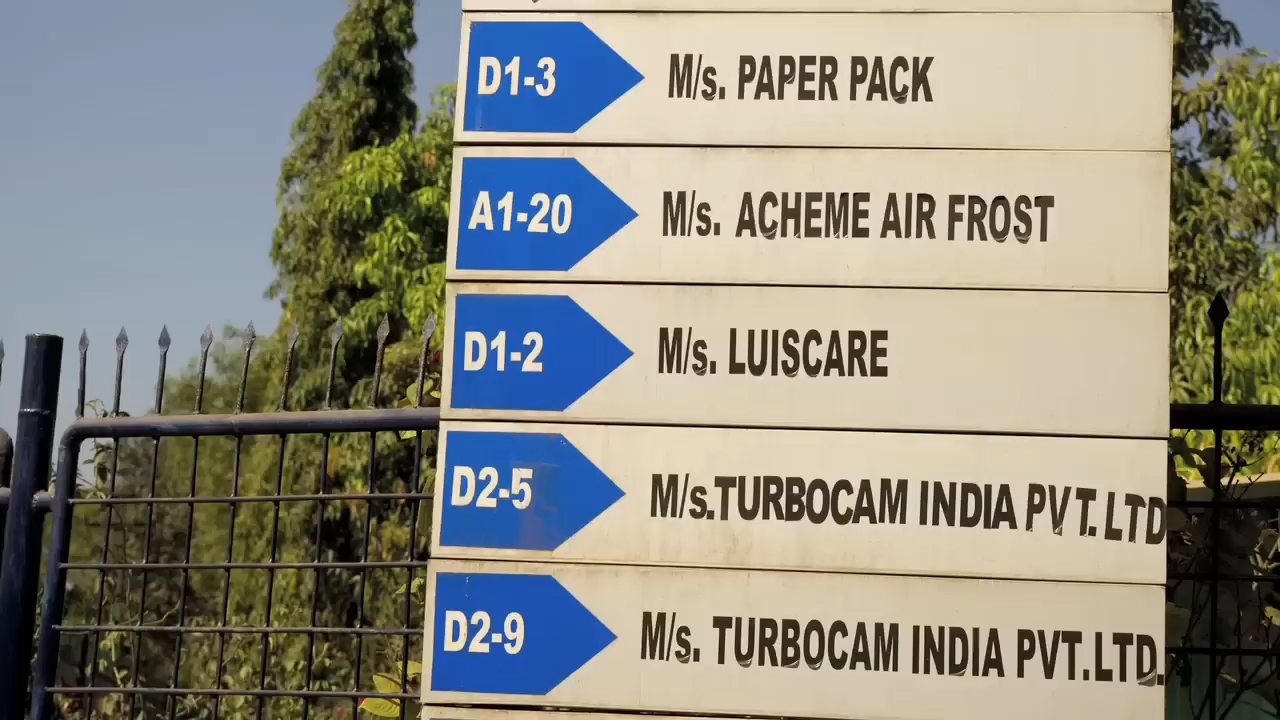 D1-3 M/s. PAPER PACK
A1-20 M/s. ACHEME AIR FROST
D1-2 M/s. LUISCARE
D2-5 M/s.TURBOCAM INDIA PVT.LTD
D2-9 M/s. TURBOCAM INDIA PVT.LTD.